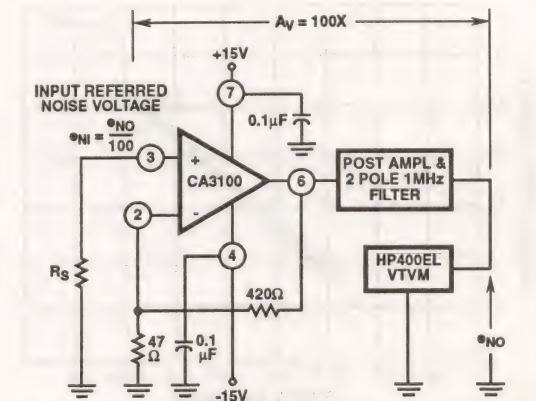 AV = 100X
+15V
INPUT REFERRED
NOISE VOLTAGE
eNI = eNO
100
7
0.1μF
3
+
CA3100
6
POST AMPL &
2 POLE 1MHz
FILTER
2
-
4
HP400EL
VTVM
RS
420Ω
47
Ω
0.1
μF
eNO
-15V